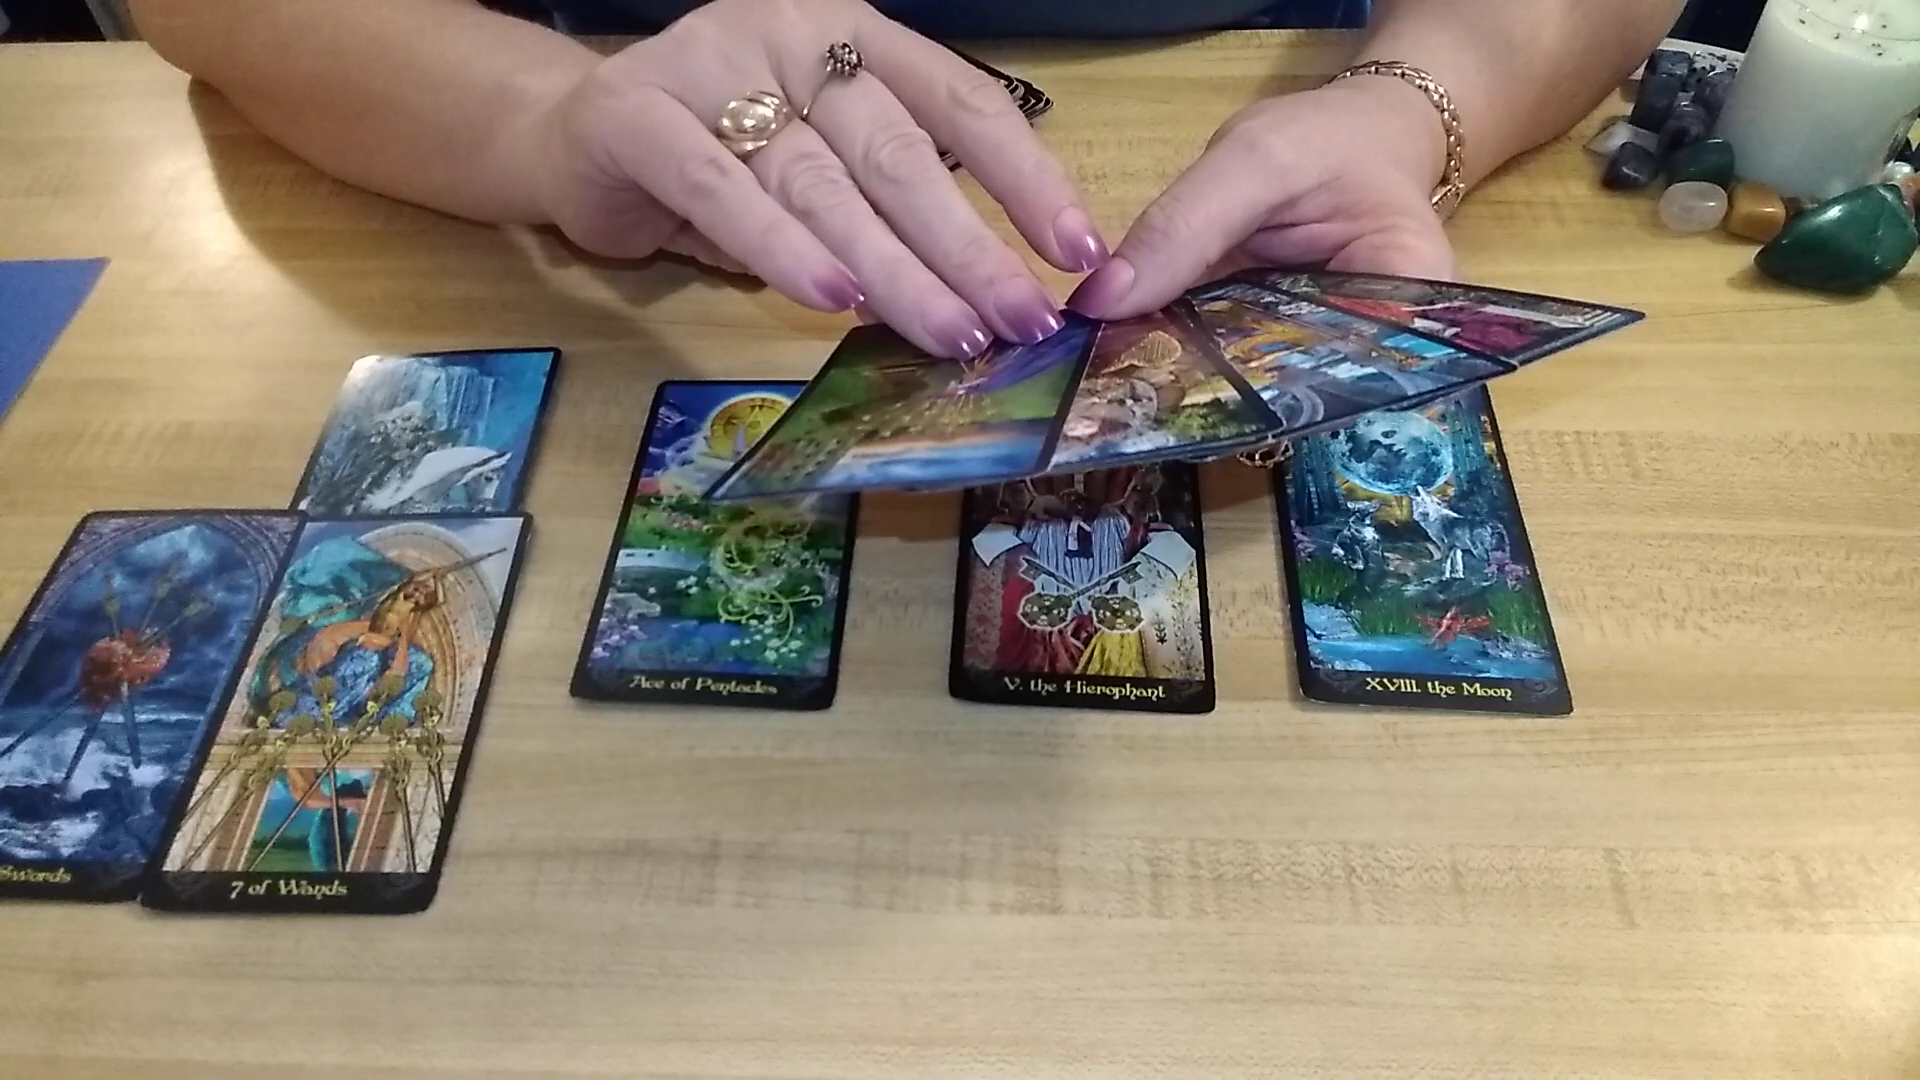 Swords
7 of Wands
Ace of Pentacles
V. the Hierophant
XVIII. the Moon